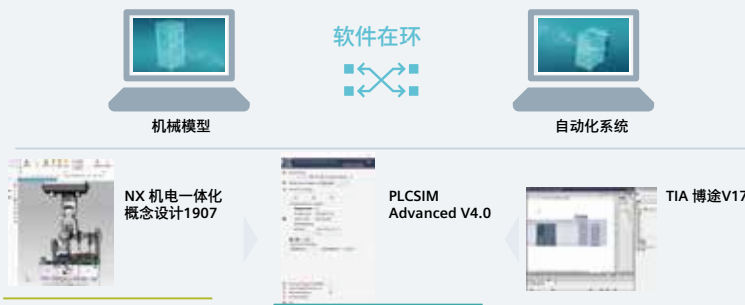 软件在环
机械模型
自动化系统
NX 机电一体化
概念设计1907
PLCSIM
Advanced V4.0
TIA 博途V17